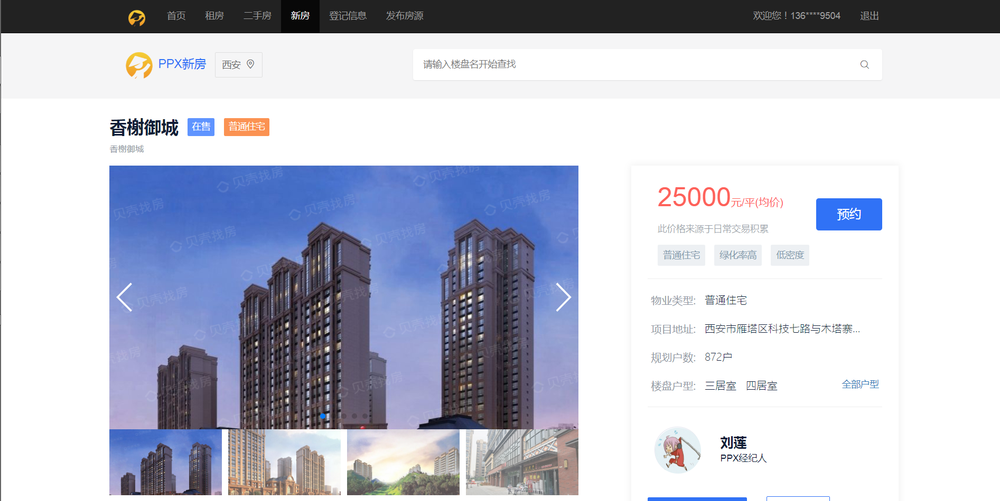 首页 租房 二手房 新房 登记信息 发布房源 欢迎您！136****9504 退出
PPX新房 西安 请输入楼盘名开始查找
香榭御城 在售 普通住宅
香榭御城
贝壳找房
25000元/平(均价)
预约
此价格来源于日常交易积累
普通住宅 绿化率高 低密度
物业类型: 普通住宅
项目地址: 西安市雁塔区科技七路与木塔寨...
规划户数: 872户
楼盘户型: 三居室 四居室 全部户型
刘莲
PPX经纪人